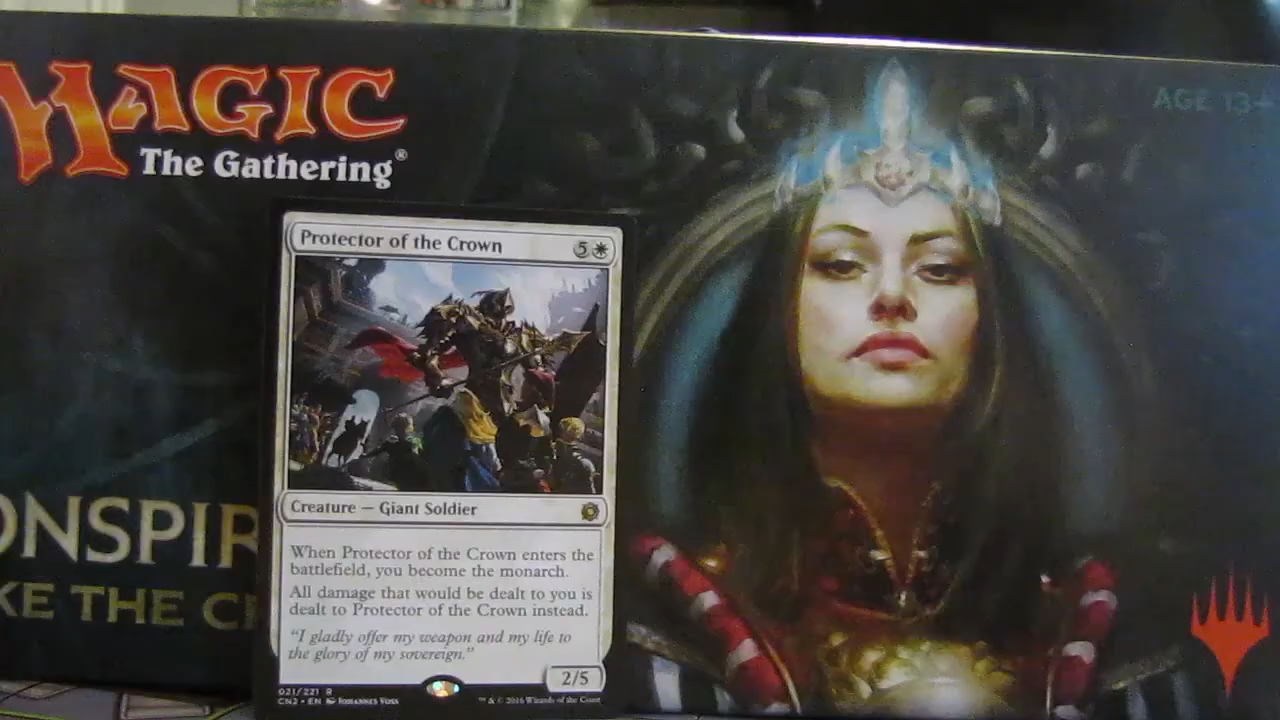 MAGIC
The Gathering®
AGE 13+
ONSPIR
KE THE C
Protector of the Crown 5
Creature — Giant Soldier
When Protector of the Crown enters the
battlefield, you become the monarch.
All damage that would be dealt to you is
dealt to Protector of the Crown instead.
"I gladly offer my weapon and my life to
the glory of my sovereign."
2/5
021/221 R
CN2 • EN Johannes Voss
™ & © 2016 Wizards of the Coast